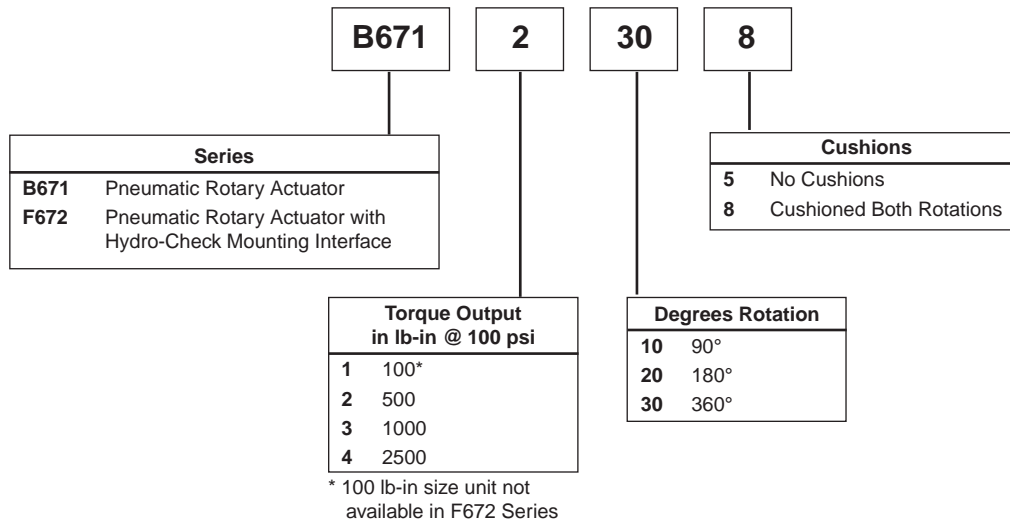 B671 2 30 8
Series
B671 Pneumatic Rotary Actuator
F672 Pneumatic Rotary Actuator with
Hydro-Check Mounting Interface
Cushions
5 No Cushions
8 Cushioned Both Rotations
Torque Output
in lb-in @ 100 psi
1 100*
2 500
3 1000
4 2500
* 100 lb-in size unit not
available in F672 Series
Degrees Rotation
10 90°
20 180°
30 360°